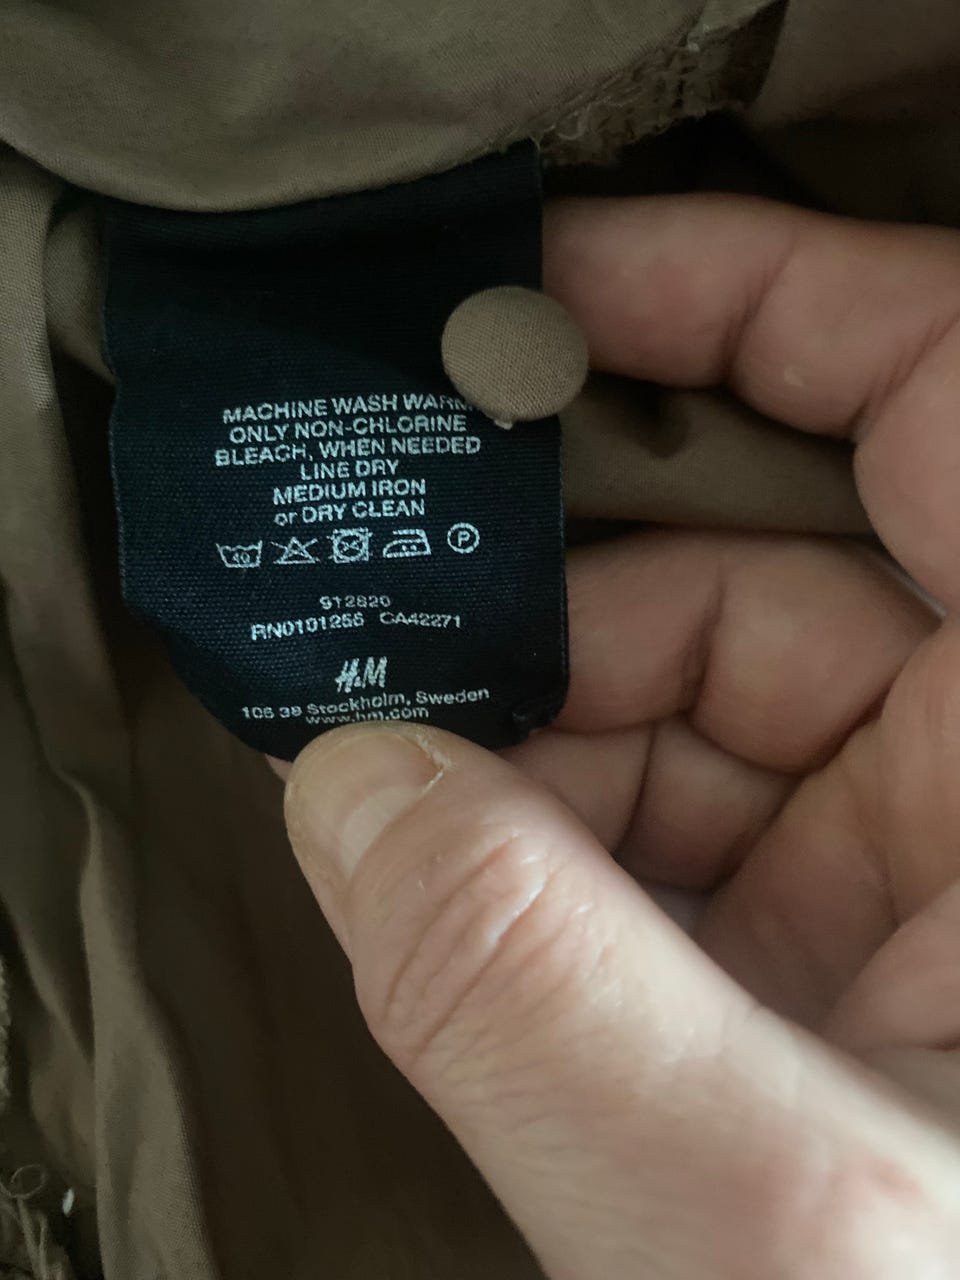 MACHINE WASH WARM
ONLY NON-CHLORINE
BLEACH, WHEN NEEDED
LINE DRY
MEDIUM IRON
or DRY CLEAN
40 P
912820
RN0101255 CA42271
H&M
106 38 Stockholm, Sweden
www.hm.com